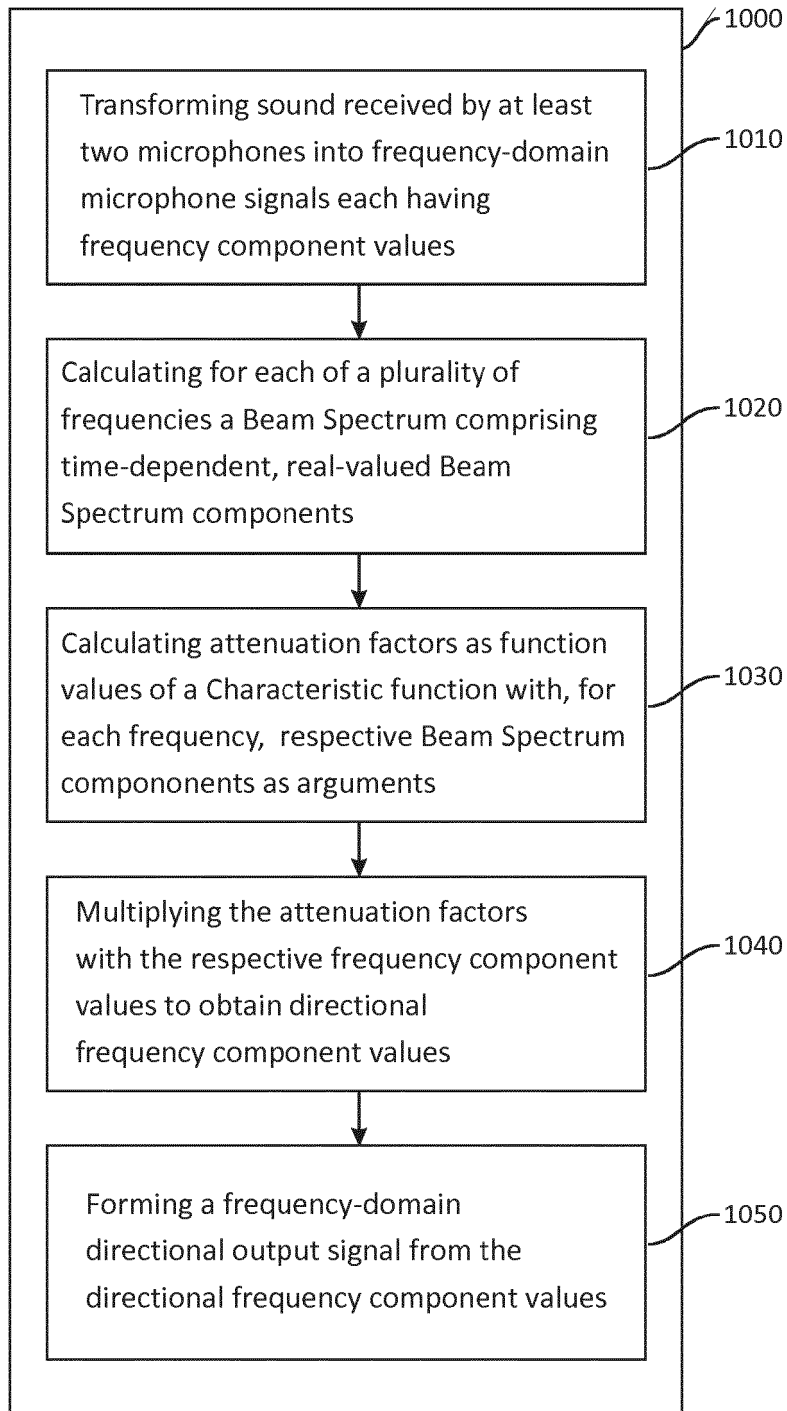 1000
Transforming sound received by at least
two microphones into frequency-domain
microphone signals each having
frequency component values
1010
Calculating for each of a plurality of
frequencies a Beam Spectrum comprising
time-dependent, real-valued Beam
Spectrum components
1020
Calculating attenuation factors as function
values of a Characteristic function with, for
each frequency, respective Beam Spectrum
compononents as arguments
1030
Multiplying the attenuation factors
with the respective frequency component
values to obtain directional
frequency component values
1040
Forming a frequency-domain
directional output signal from the
directional frequency component values
1050